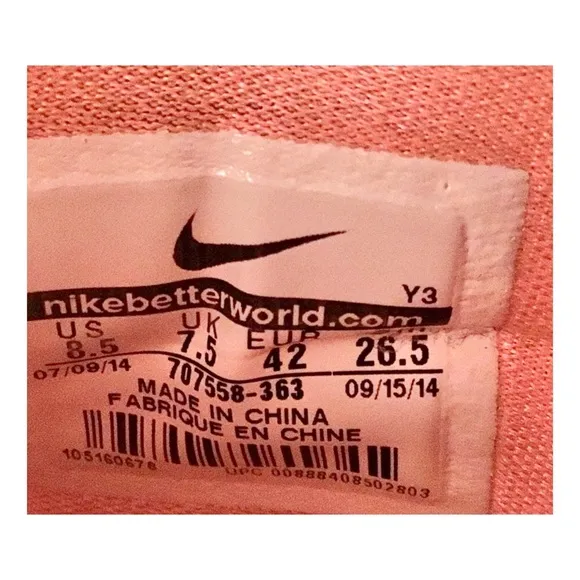 Y3
nikebetterworld.com
US UK EUR
8.5 7.5 42 26.5
07/09/14 707558-363 09/15/14
MADE IN CHINA
FABRIQUE EN CHINE
105160676
UPC 00888408502803